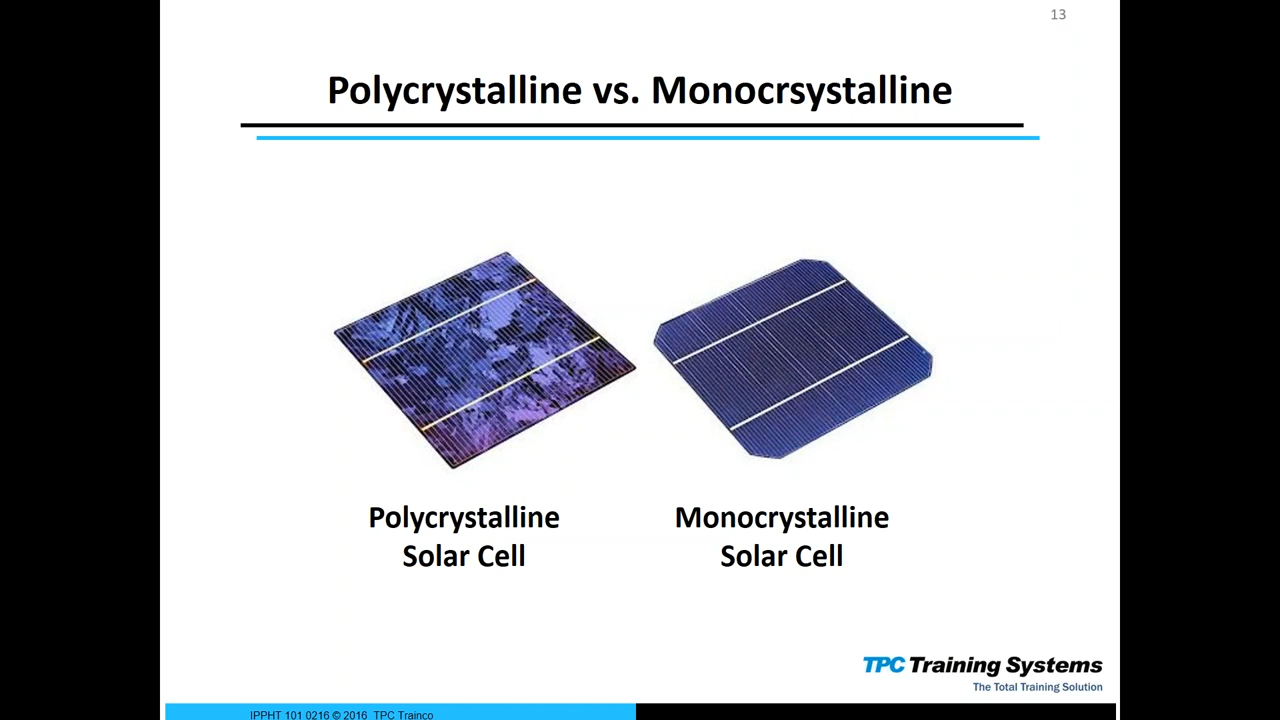 13
Polycrystalline vs. Monocrsystalline
Polycrystalline
Solar Cell
Monocrystalline
Solar Cell
TPC Training Systems
The Total Training Solution
IPPHT 101 0216 © 2016 TPC Trainco